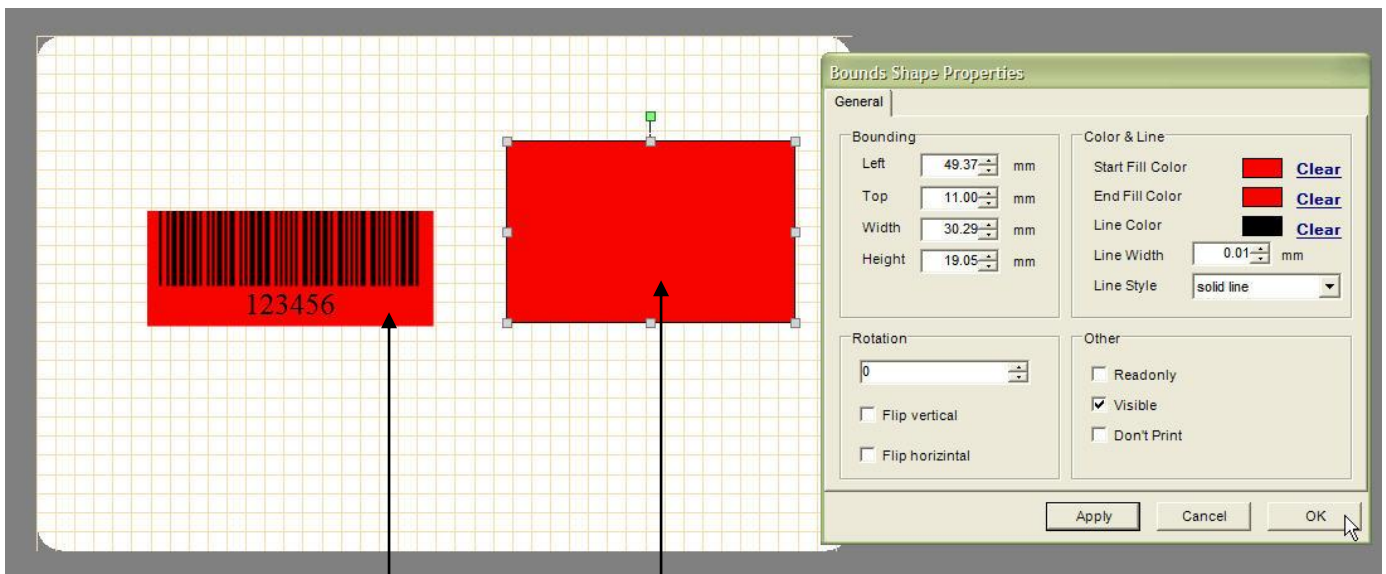 123456
Bounds Shape Properties
General
Bounding
Left 49.37 mm
Top 11.00 mm
Width 30.29 mm
Height 19.05 mm
Color & Line
Start Fill Color Clear
End Fill Color Clear
Line Color Clear
Line Width 0.01 mm
Line Style solid line
Rotation
0
Flip vertical
Flip horizintal
Other
Readonly
Visible
Don't Print
Apply Cancel OK